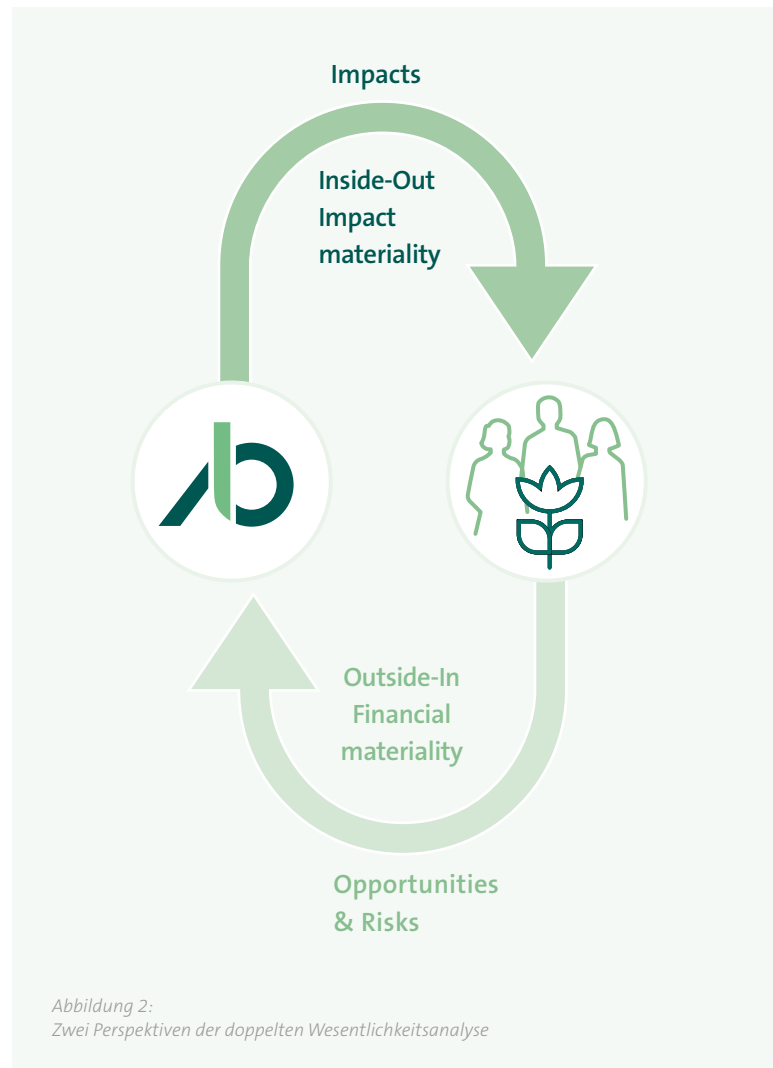 Impacts
Inside-Out
Impact
materiality
Outside-In
Financial
materiality
Opportunities
& Risks
Abbildung 2:
Zwei Perspektiven der doppelten Wesentlichkeitsanalyse